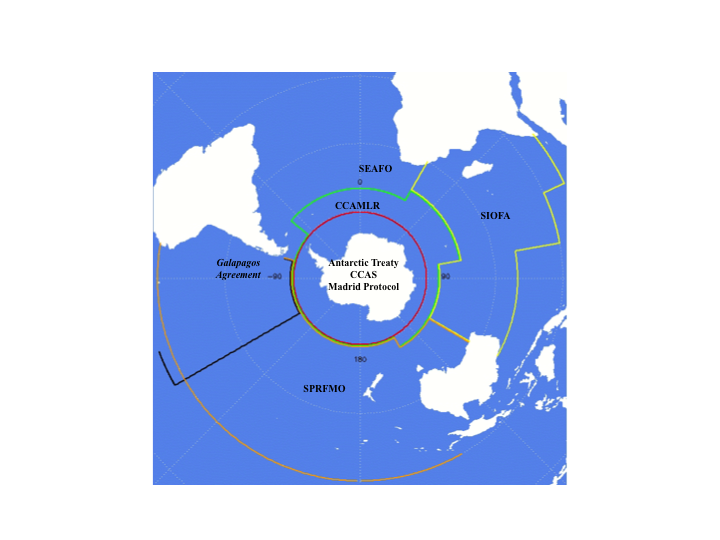 SEAFO
0
CCAMLR
SIOFA
Galapagos
Agreement
−90
Antarctic Treaty
CCAS
Madrid Protocol
90
180
SPRFMO